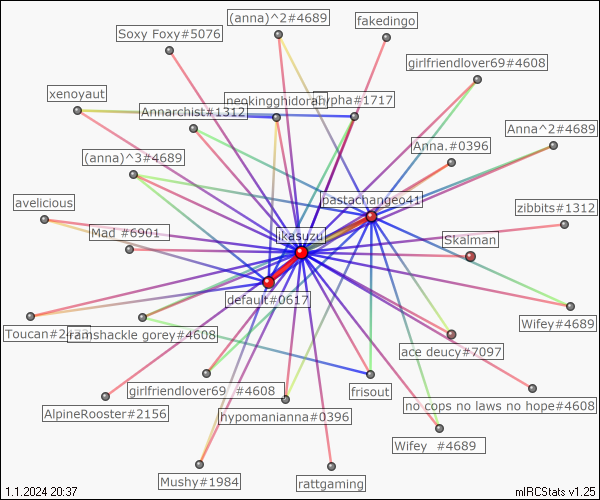 (anna)^2#4689
fakedingo
Soxy Foxy#5076
girlfriendlover69#4608
xenoyaut
neokingghidorah
hypha#1717
Annarchist#1312
Anna^2#4689
Anna.#0396
(anna)^3#4689
pastachangeo41
avelicious
zibbits#1312
Mad #6901
ikasuzu
Skalman
default#0617
Wifey#4689
ramshackle gorey#4608
ace deucy#7097
girlfriendlover69 #4608
frisout
no cops no laws no hope#4608
AlpineRooster#2156
hypomanianna#0396
Wifey #4689
Mushy#1984
rattgaming
1.1.2024 20:37
mIRCStats v1.25